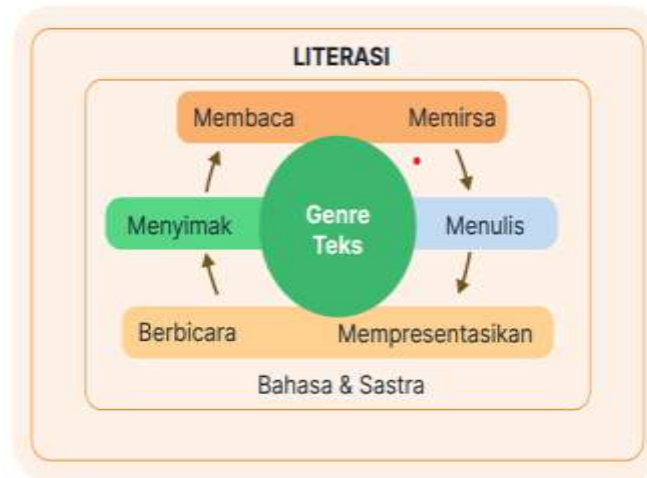 LITERASI
Membaca Memirsa
Genre
Teks
Menyimak Menulis
Berbicara Mempresentasikan
Bahasa & Sastra